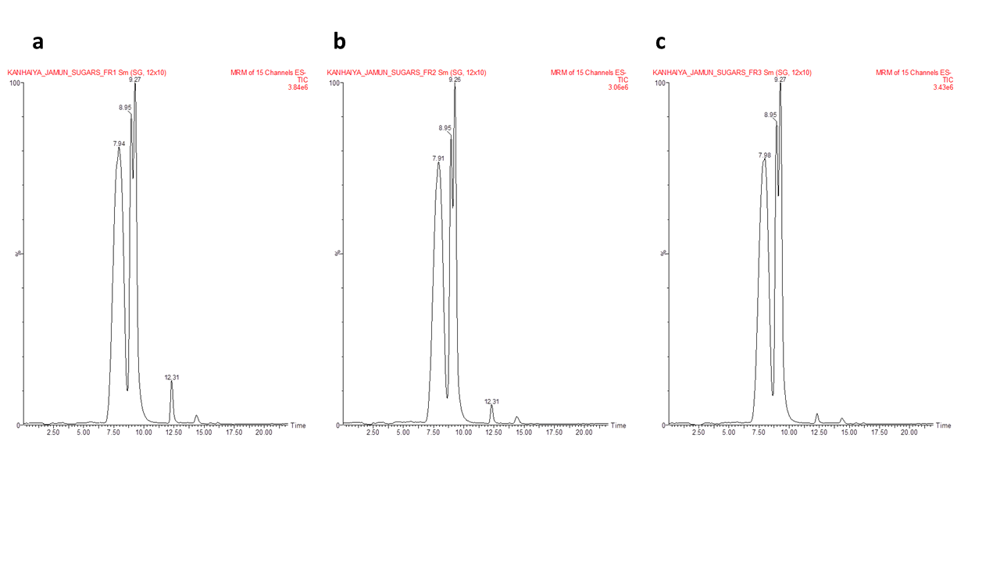 a
KANHAIYA_JAMUN_SUGARS_FR1 Sm (SG, 12x10)
MRM of 15 Channels ES-
TIC
3.84e6
100
9.27
8.95
7.94
%
12.31
0
2.50 5.00 7.50 10.00 12.50 15.00 17.50 20.00
Time
b
KANHAIYA_JAMUN_SUGARS_FR2 Sm (SG, 12x10)
MRM of 15 Channels ES-
TIC
3.06e6
100
9.26
8.95
7.91
%
12.31
0
2.50 5.00 7.50 10.00 12.50 15.00 17.50 20.00
Time
c
KANHAIYA_JAMUN_SUGARS_FR3 Sm (SG, 12x10)
MRM of 15 Channels ES-
TIC
3.43e6
100
9.27
8.95
7.98
%
0
2.50 5.00 7.50 10.00 12.50 15.00 17.50 20.00
Time